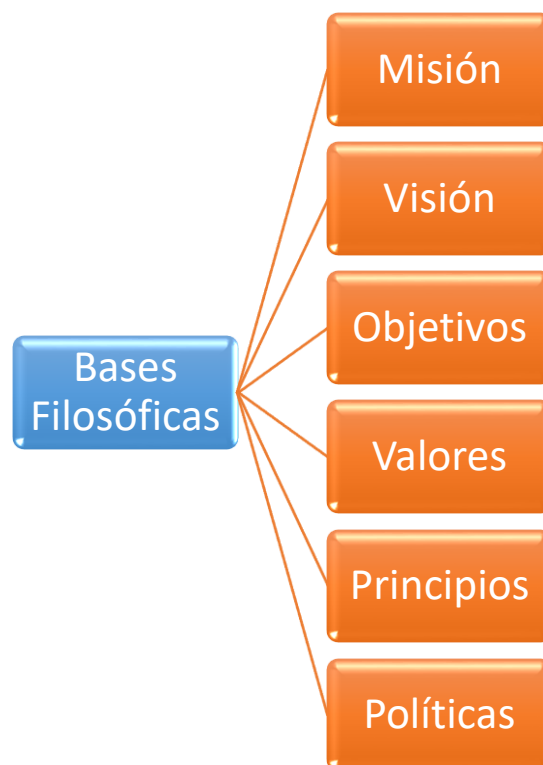 Misión
Visión
Objetivos
Bases
Filosóficas
Valores
Principios
Políticas